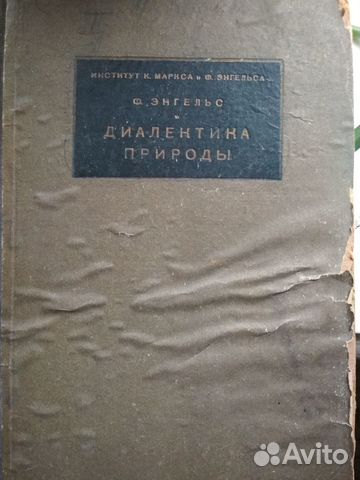 ИНСТИТУТ К. МАРКСА и Ф. ЭНГЕЛЬСА
Ф. ЭНГЕЛЬС
ДИАЛЕКТИКА
ПРИРОДЫ
Avito